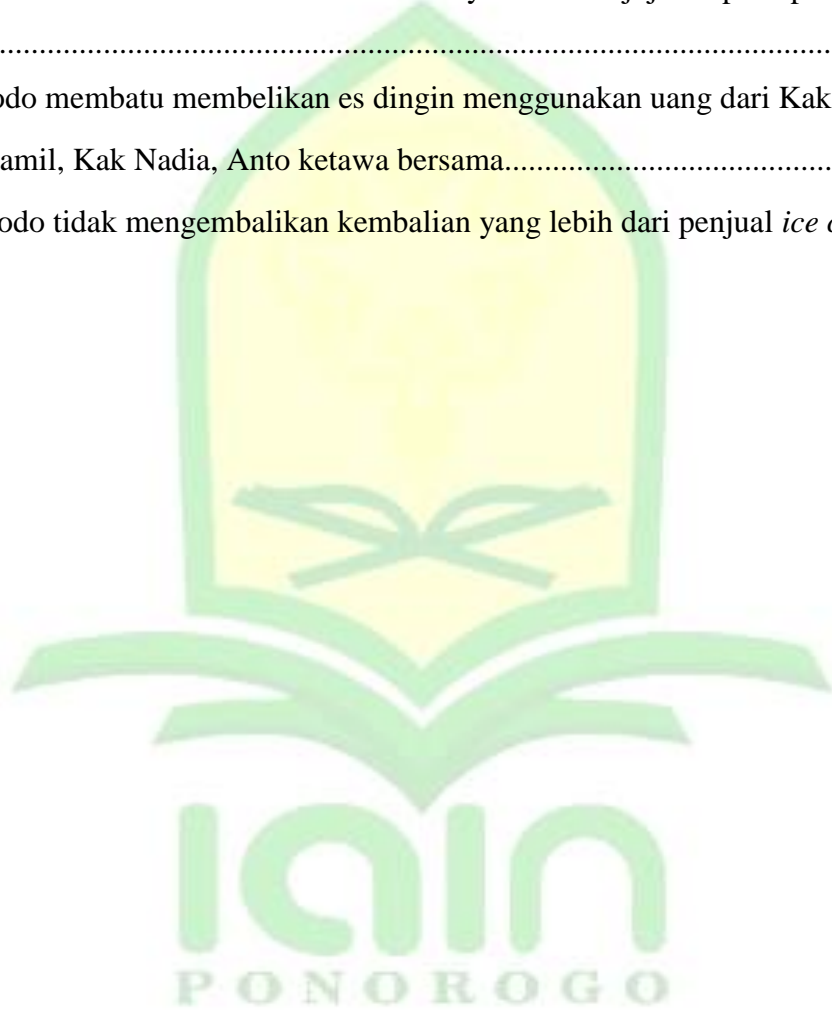 ..........................................................................................
odo membatu membelikan es dingin menggunakan uang dari Kak
amil, Kak Nadia, Anto ketawa bersama..........................................
odo tidak mengembalikan kembalian yang lebih dari penjual ice
iain
PONOROGO